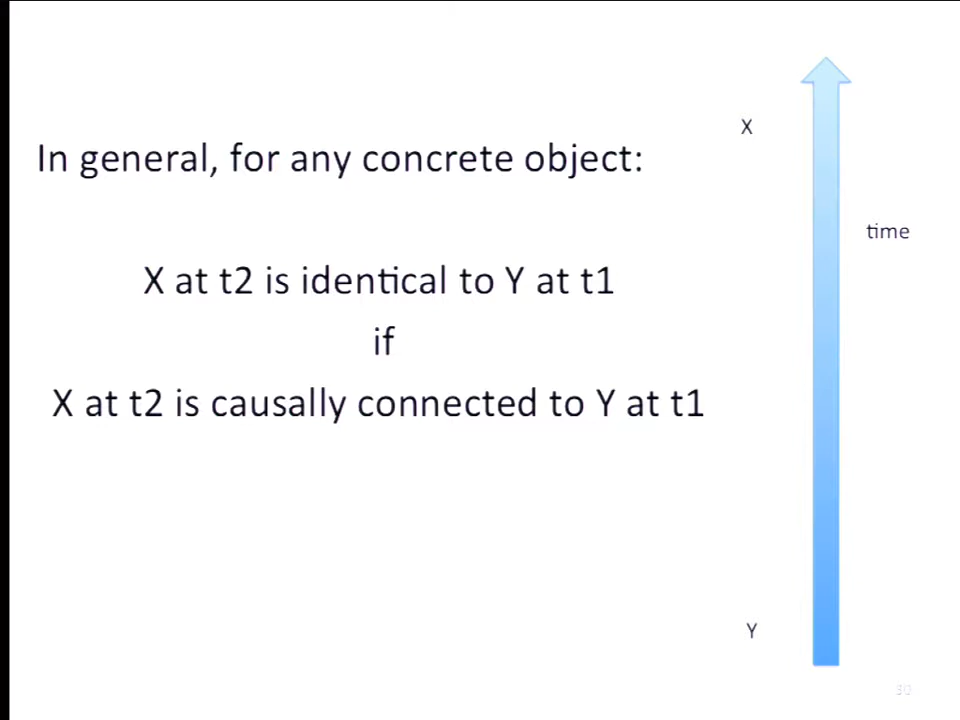 X
In general, for any concrete object:
time
X at t2 is identical to Y at t1
if
X at t2 is causally connected to Y at t1
Y
30